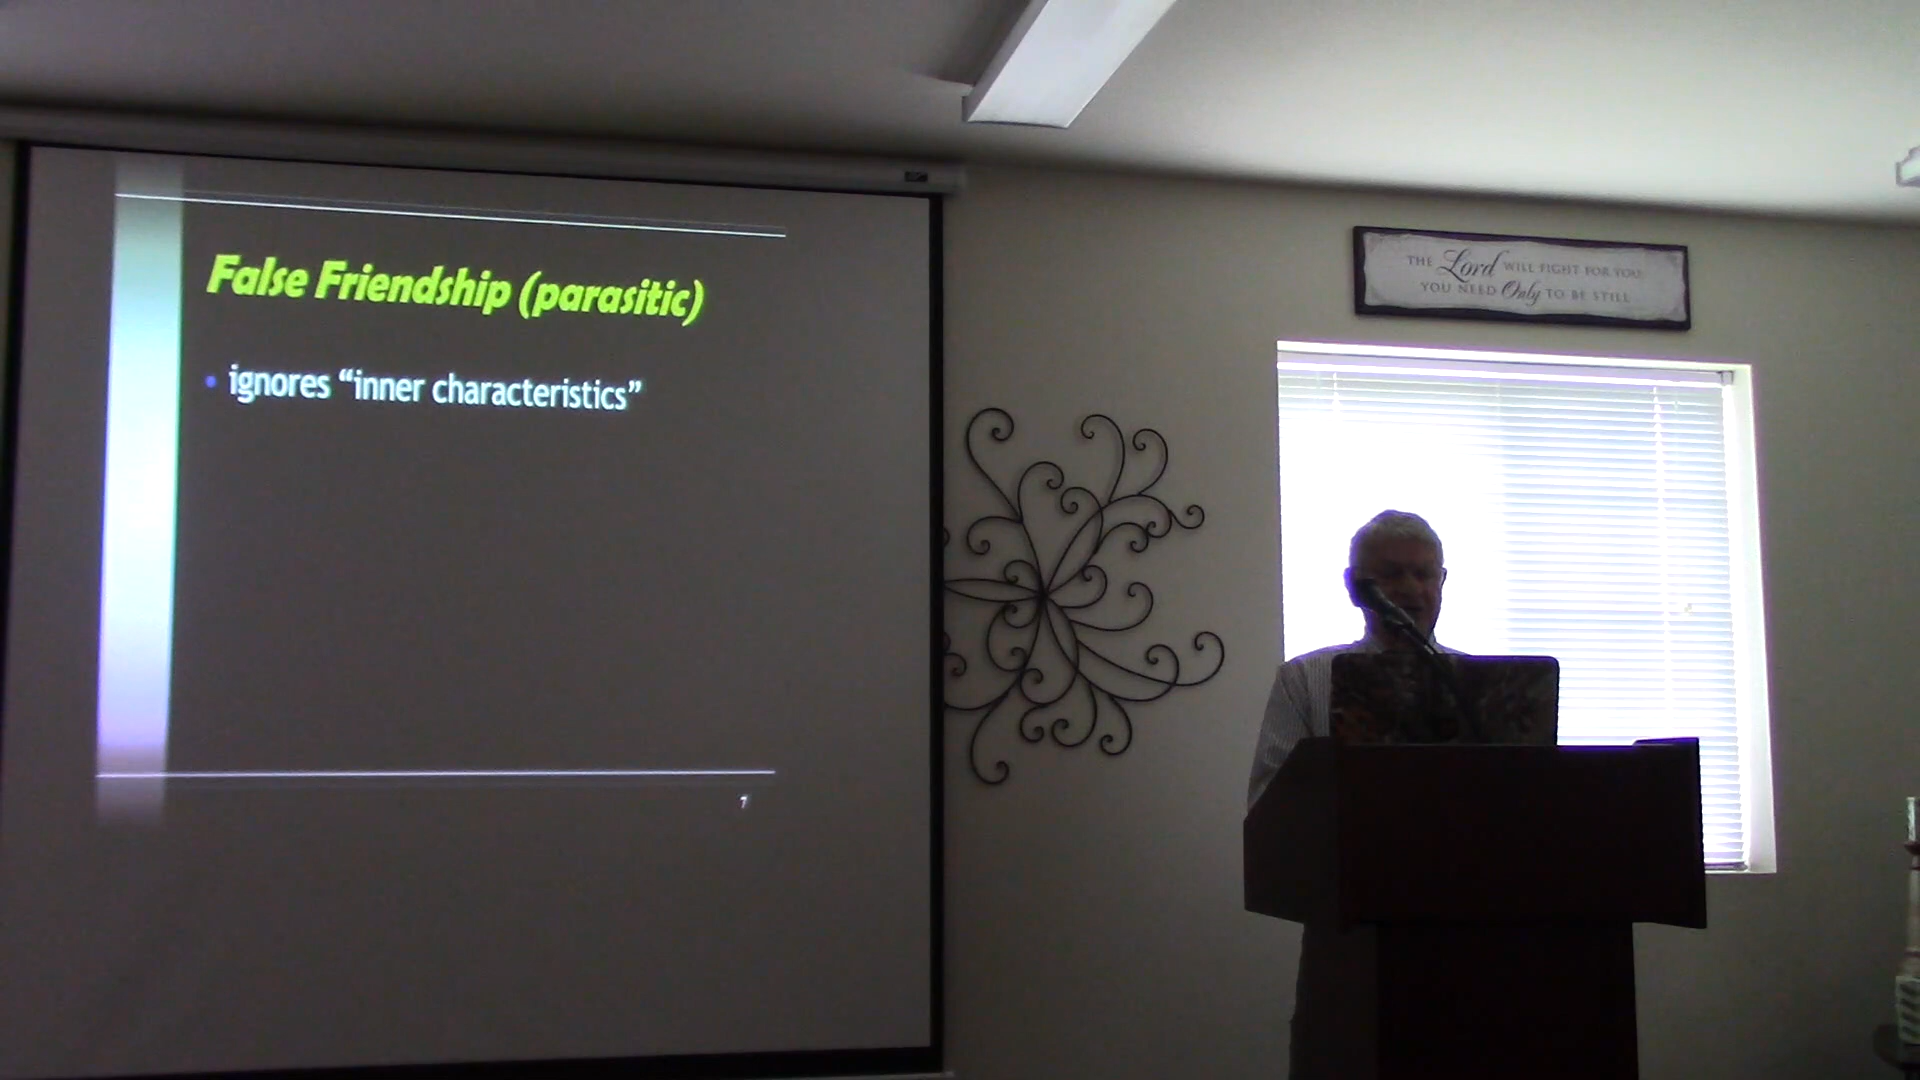 False Friendship (parasitic)
• ignores “inner characteristics”
7
THE Lord WILL FIGHT FOR YOU
YOU NEED Only TO BE STILL